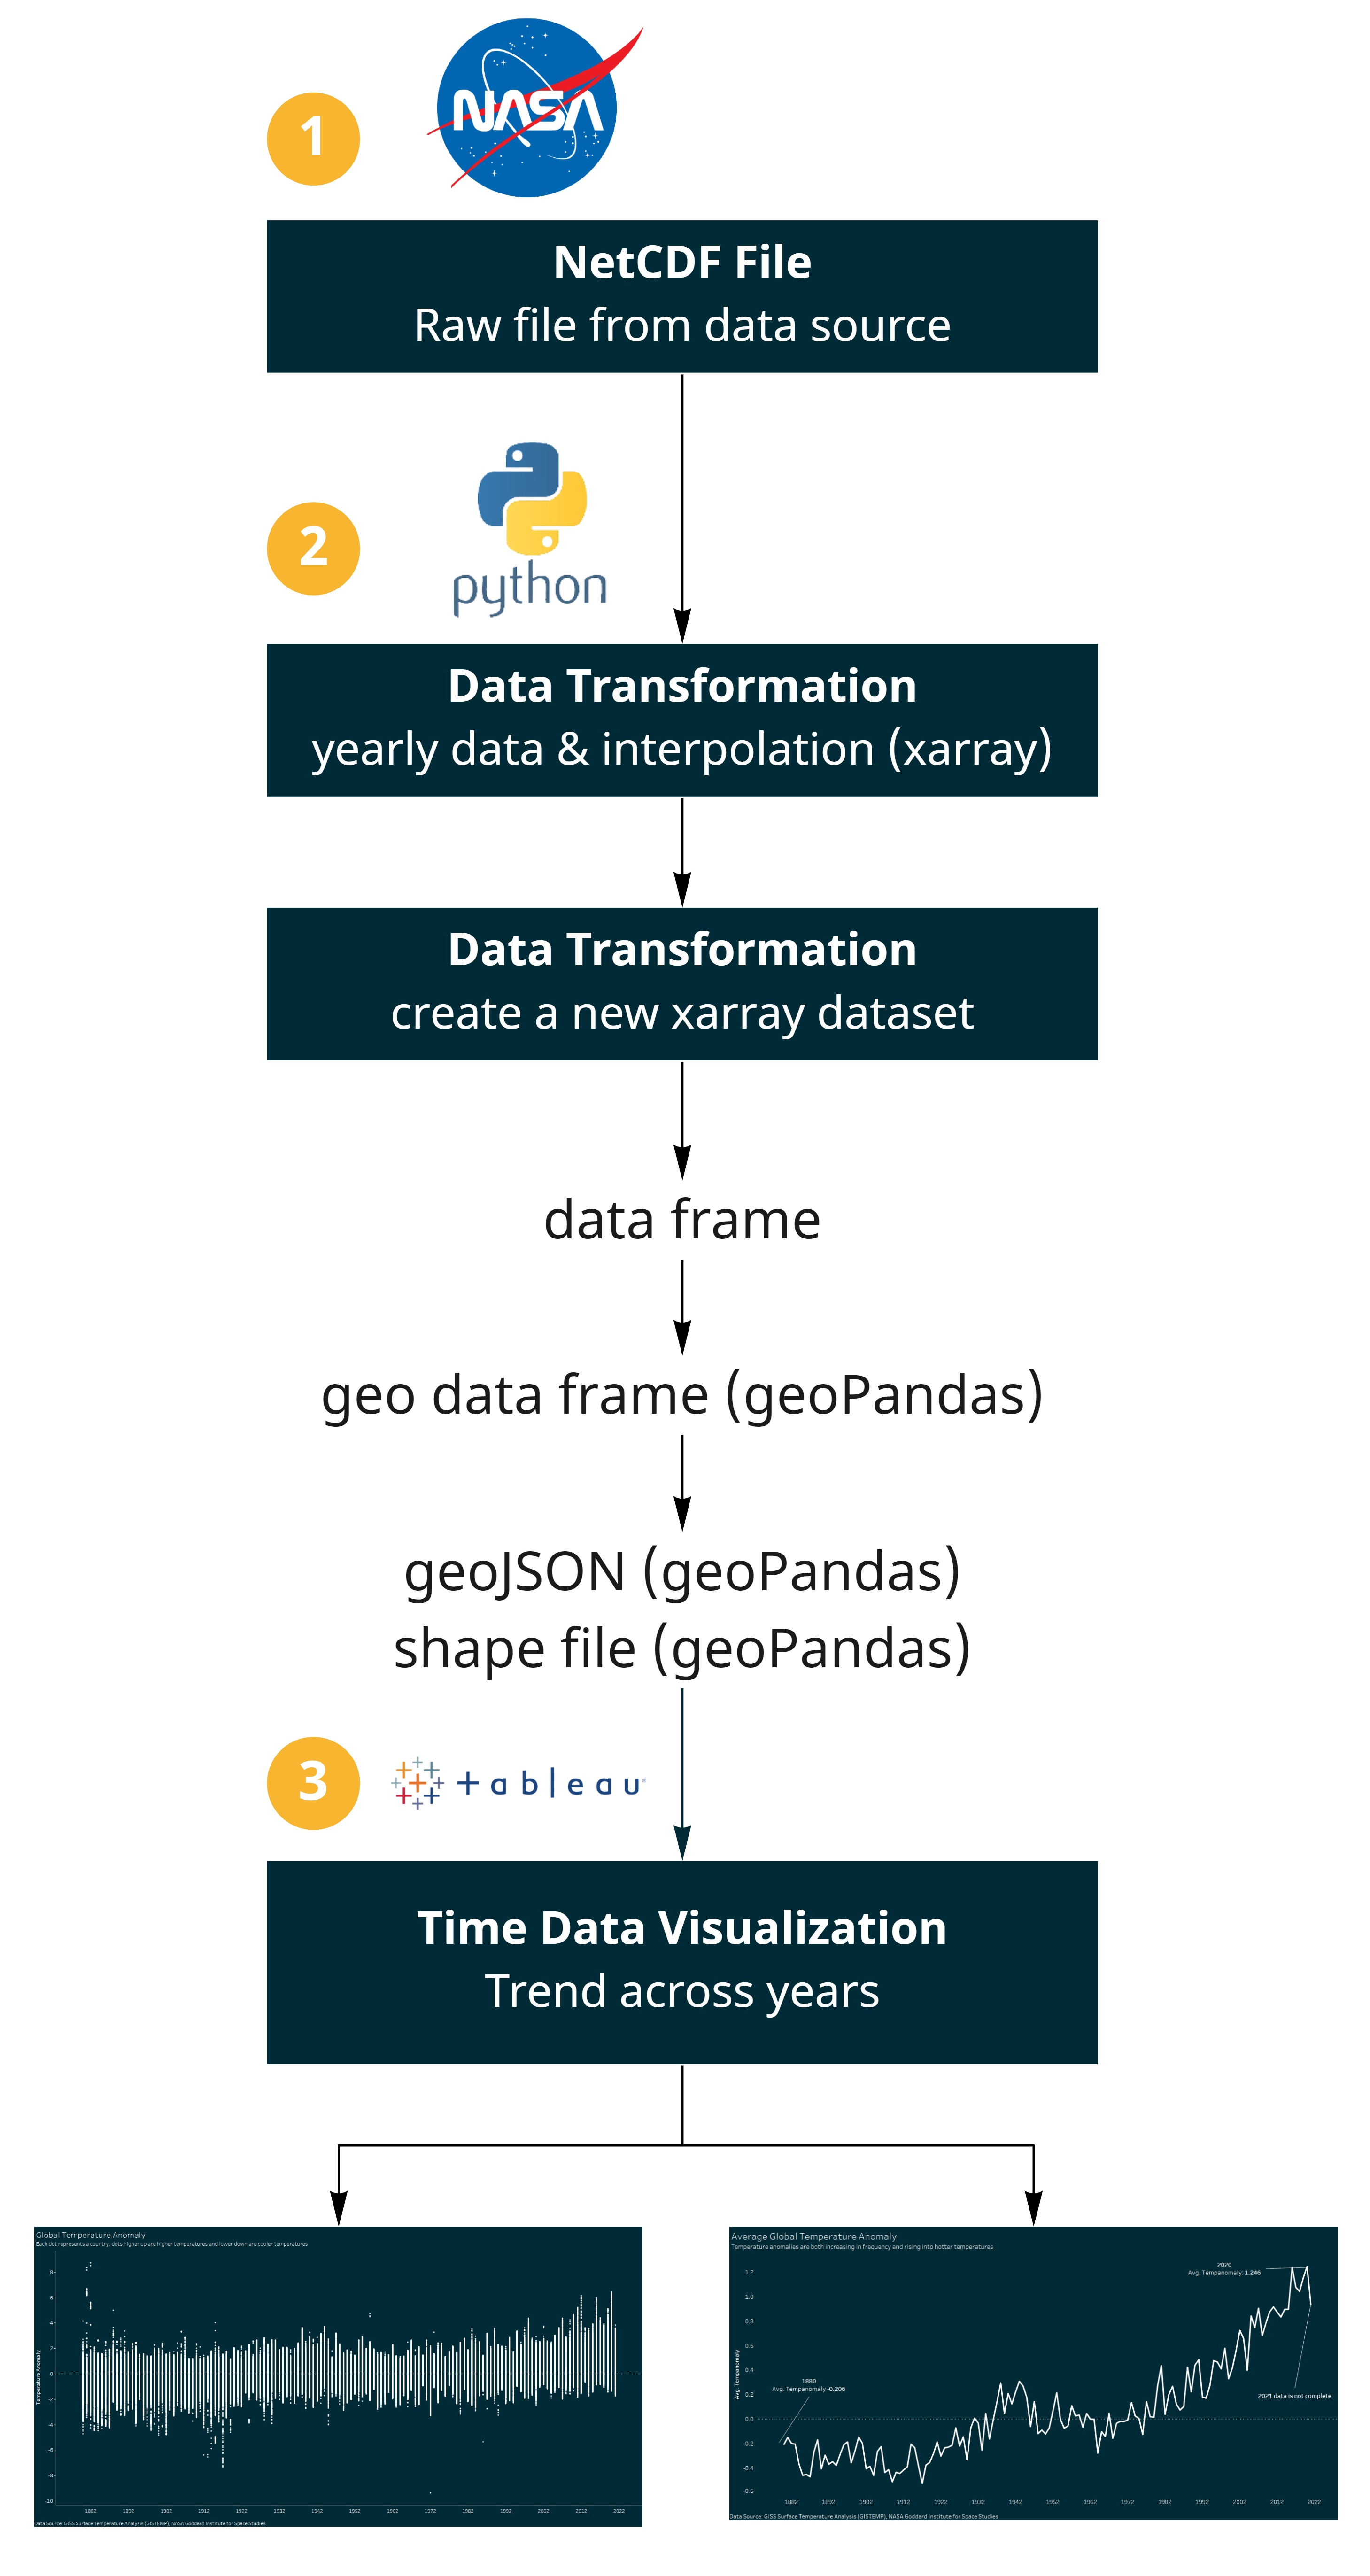 1
NASA
NetCDF File
Raw file from data source
2
python
Data Transformation
yearly data & interpolation (xarray)
Data Transformation
create a new xarray dataset
data frame
geo data frame (geoPandas)
geoJSON (geoPandas)
shape file (geoPandas)
3
+ableau®
Time Data Visualization
Trend across years
Global Temperature Anomaly
Each dot represents a country, dots higher up are higher temperatures and lower down are cooler temperatures
Temperature Anomaly
8
6
4
2
0
-2
-4
-6
-8
-10
1882 1892 1902 1912 1922 1932 1942 1952 1962 1972 1982 1992 2002 2012 2022
Data Source: GISS Surface Temperature Analysis (GISTEMP), NASA Goddard Institute for Space Studies
Average Global Temperature Anomaly
Temperature anomalies are both increasing in frequency and rising into hotter tamperatures
2020
Avg. Tempanomaly: 1.246
1880
Avg. Tempanomaly -0.206
2021 data is not complete
Avg. Tempanomaly
1.2
1.0
0.8
0.6
0.4
0.2
0.0
-0.2
-0.4
-0.6
1882 1892 1902 1912 1922 1932 1942 1952 1962 1972 1982 1992 2002 2012 2022
Data Source: GISS Surface Temperature Analysis (GISTEMP), NASA Goddard Institute for Space Studies